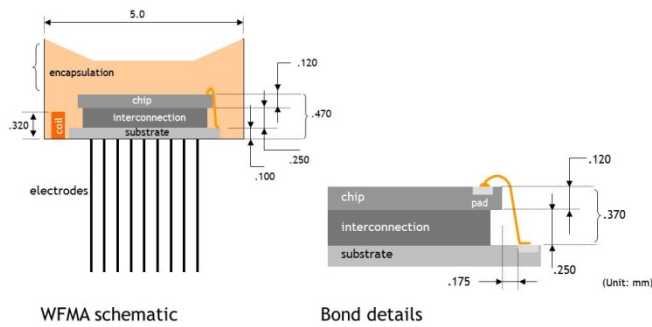 5.0
encapsulation
.120
chip
interconnection
substrate
coil
.320
.470
.250
.100
electrodes
chip
pad
interconnection
substrate
.120
.370
.250
.175
(Unit: mm)
WFMA schematic
Bond details